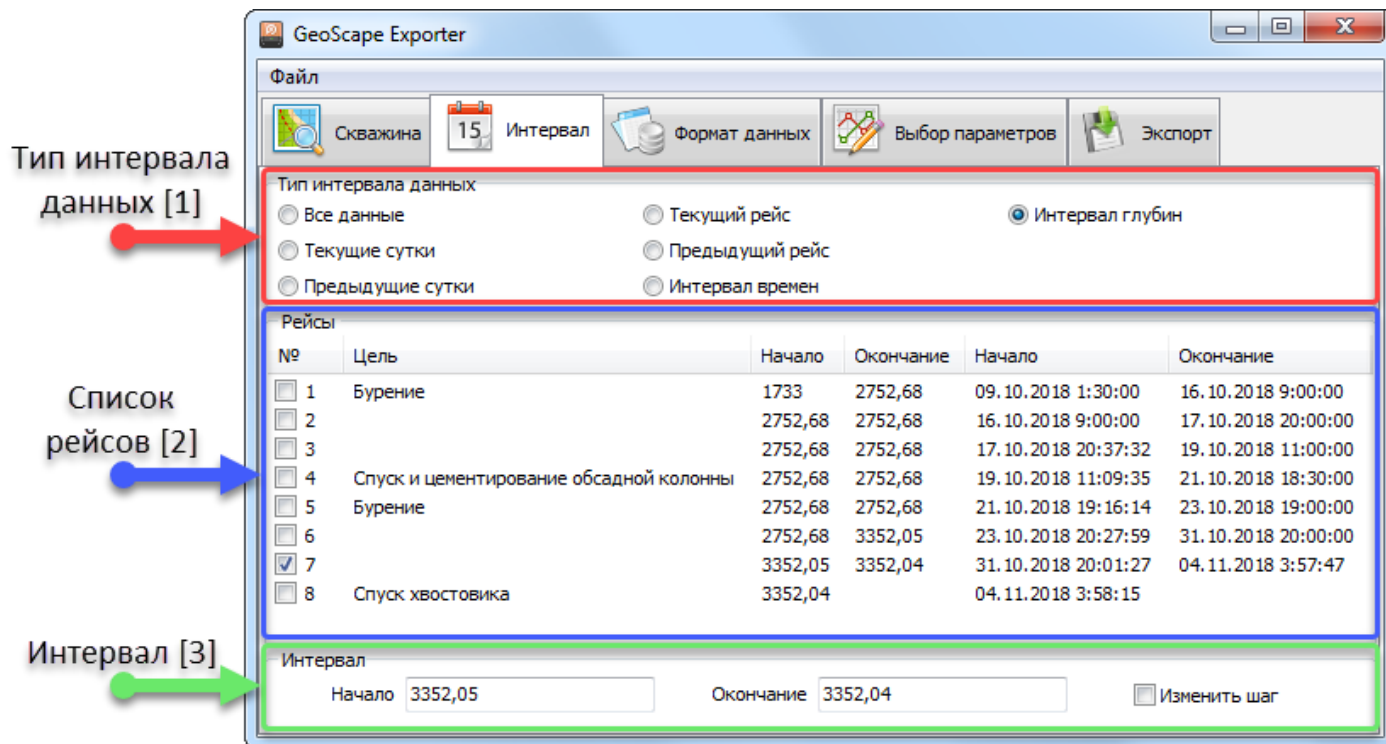 GeoScape Exporter
Файл
Скважина 15 Интервал Формат данных Выбор параметров Экспорт
Тип интервала
данных [1]
Тип интервала данных
Все данные Текущий рейс Интервал глубин
Текущие сутки Предыдущий рейс
Предыдущие сутки Интервал времен
Список
рейсов [2]
Рейсы
№ Цель Начало Окончание Начало Окончание
1 Бурение 1733 2752,68 09.10.2018 1:30:00 16.10.2018 9:00:00
2 2752,68 2752,68 16.10.2018 9:00:00 17.10.2018 20:00:00
3 2752,68 2752,68 17.10.2018 20:37:32 19.10.2018 11:00:00
4 Спуск и цементирование обсадной колонны 2752,68 2752,68 19.10.2018 11:09:35 21.10.2018 18:30:00
5 Бурение 2752,68 2752,68 21.10.2018 19:16:14 23.10.2018 19:00:00
6 2752,68 3352,05 23.10.2018 20:27:59 31.10.2018 20:00:00
7 3352,05 3352,04 31.10.2018 20:01:27 04.11.2018 3:57:47
8 Спуск хвостовика 3352,04 04.11.2018 3:58:15
Интервал [3]
Интервал
Начало 3352,05 Окончание 3352,04 Изменить шаг